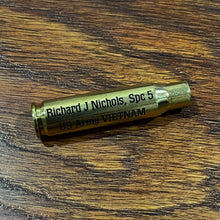 Richard J Nichols, Spc 5
US Army VIETNAM